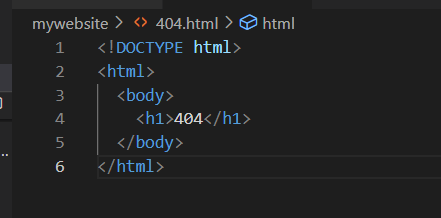 mywebsite > 404.html > html
1 <!DOCTYPE html>
2 <html>
3   <body>
4     <h1>404</h1>
5   </body>
6 </html>